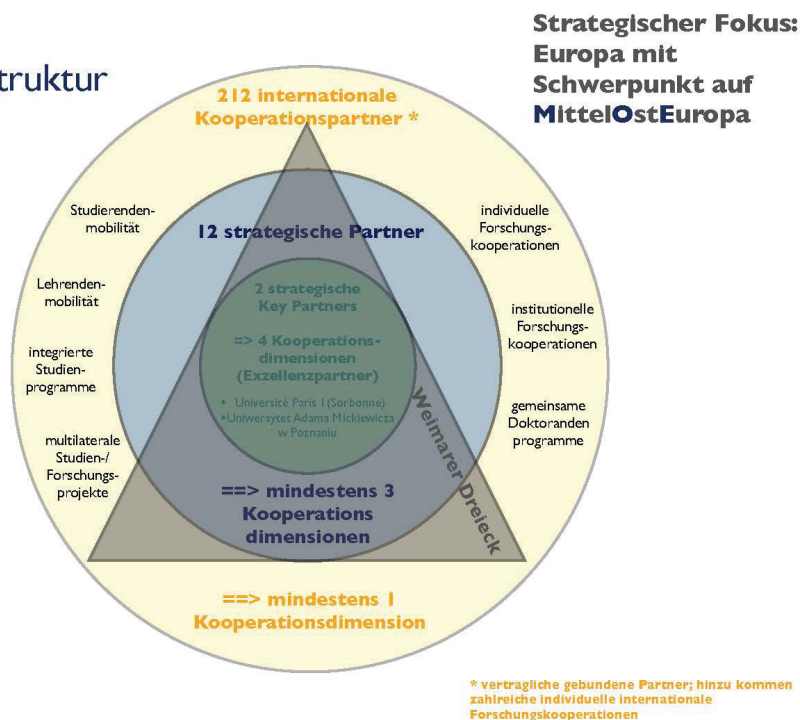 truktur
Strategischer Fokus:
Europa mit
Schwerpunkt auf
MittelOstEuropa
212 internationale
Kooperationspartner *
Studierenden-
mobilität
Lehrenden-
mobilität
integrierte
Studien-
programme
multilaterale
Studien-/
Forschungs-
projekte
12 strategische Partner
2 strategische
Key Partners
=> 4 Kooperations-
dimensionen
(Exzellenzpartner)
• Université Paris I (Sorbonne)
•Uniwersytet Adama Mickiewicza
w Poznaniu
==> mindestens 3
Kooperations
dimensionen
Weimarer Dreieck
individuelle
Forschungs-
kooperationen
institutionelle
Forschungs-
kooperationen
gemeinsame
Doktoranden
programme
==> mindestens 1
Kooperationsdimension
* vertragliche gebundene Partner; hinzu kommen
zahlreiche individuelle internationale
Forschungskooperationen